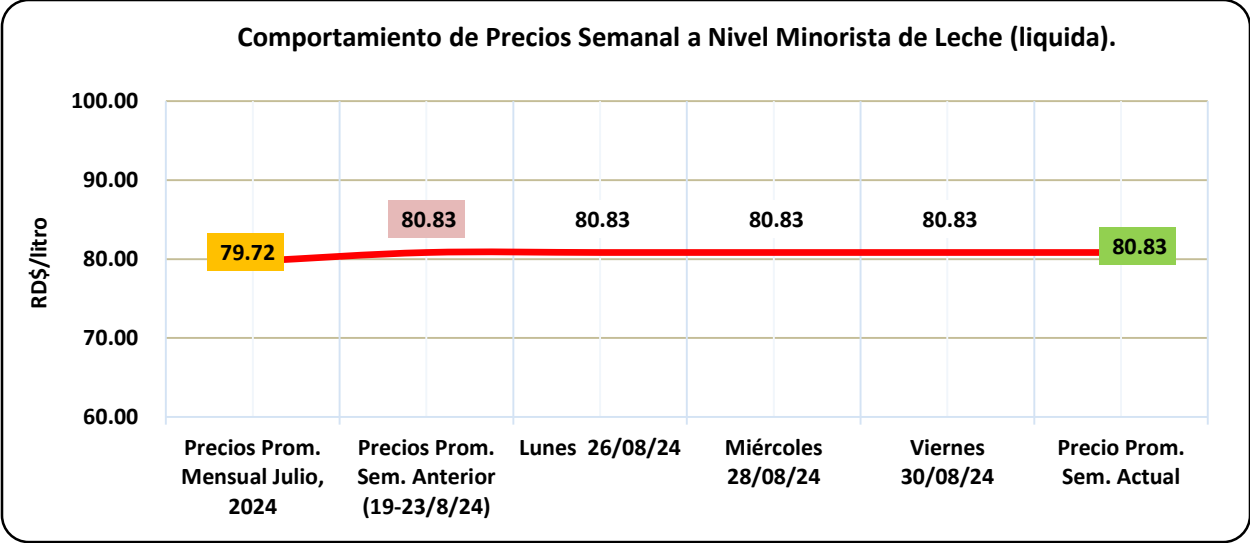 Comportamiento de Precios Semanal a Nivel Minorista de Leche (liquida).
RD$/litro
100.00
90.00
80.00
70.00
60.00
79.72
80.83
80.83
80.83
80.83
80.83
Precios Prom.
Mensual Julio,
2024
Precios Prom.
Sem. Anterior
(19-23/8/24)
Lunes 26/08/24
Miércoles
28/08/24
Viernes
30/08/24
Precio Prom.
Sem. Actual